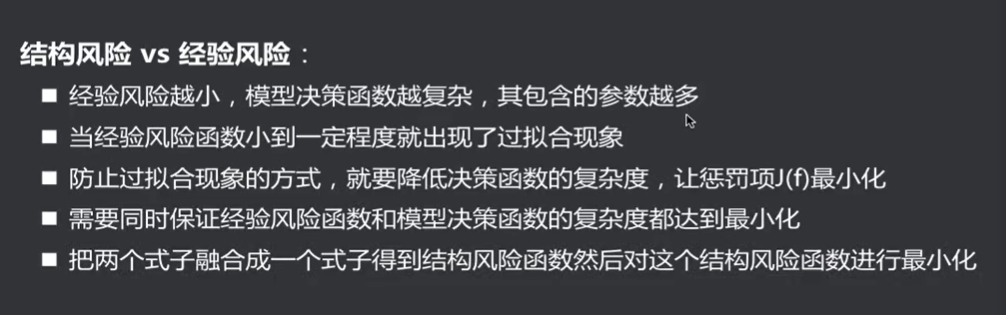 结构风险 vs 经验风险：
■ 经验风险越小，模型决策函数越复杂，其包含的参数越多
■ 当经验风险函数小到一定程度就出现了过拟合现象
■ 防止过拟合现象的方式，就要降低决策函数的复杂度，让惩罚项J(f)最小化
■ 需要同时保证经验风险函数和模型决策函数的复杂度都达到最小化
■ 把两个式子融合成一个式子得到结构风险函数然后对这个结构风险函数进行最小化